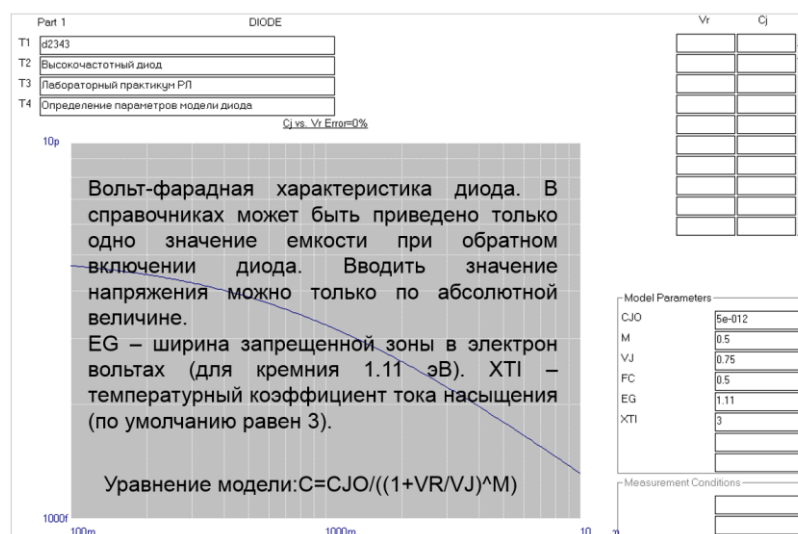 Part 1 DIODE Vr Cj
T1 d2343
T2 Высокочастотный диод
T3 Лабораторный практикум РЛ
T4 Определение параметров модели диода
Cj vs. Vr Error=0%
10p
Вольт-фарадная характеристика диода. В
справочниках может быть приведено только
одно значение емкости при обратном
включении диода. Вводить значение
напряжения можно только по абсолютной
величине.
EG – ширина запрещенной зоны в электрон
вольтах (для кремния 1.11 эВ). XTI –
температурный коэффициент тока насыщения
(по умолчанию равен 3).
Уравнение модели:C=CJO/((1+VR/VJ)^M)
1000f
100m 1000m 10
Model Parameters
CJO 5e-012
M 0.5
VJ 0.75
FC 0.5
EG 1.11
XTI 3
Measurement Conditions